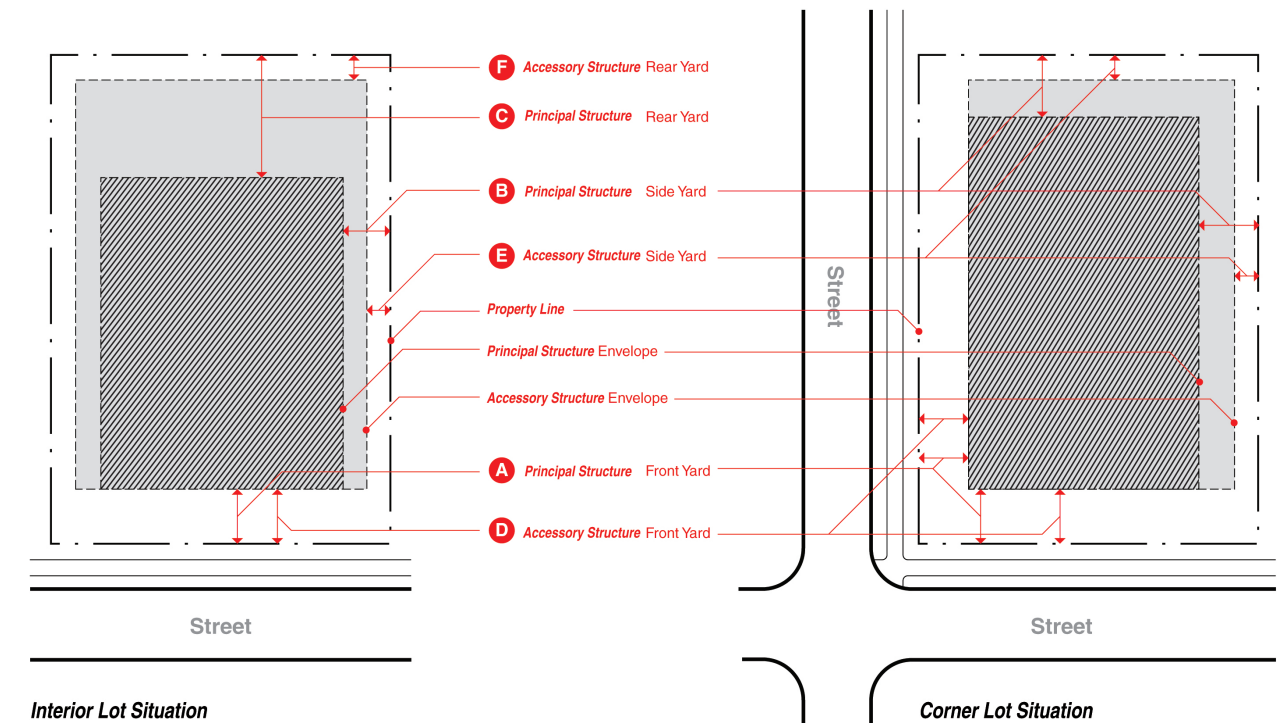 F Accessory Structure Rear Yard
C Principal Structure Rear Yard
B Principal Structure Side Yard
E Accessory Structure Side Yard
Property Line
Principal Structure Envelope
Accessory Structure Envelope
A Principal Structure Front Yard
D Accessory Structure Front Yard
Street
Street
Street
Interior Lot Situation
Corner Lot Situation